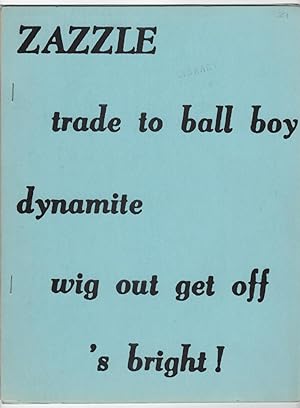 ZAZZLE
trade to ball boy
dynamite
wig out get off
's bright!